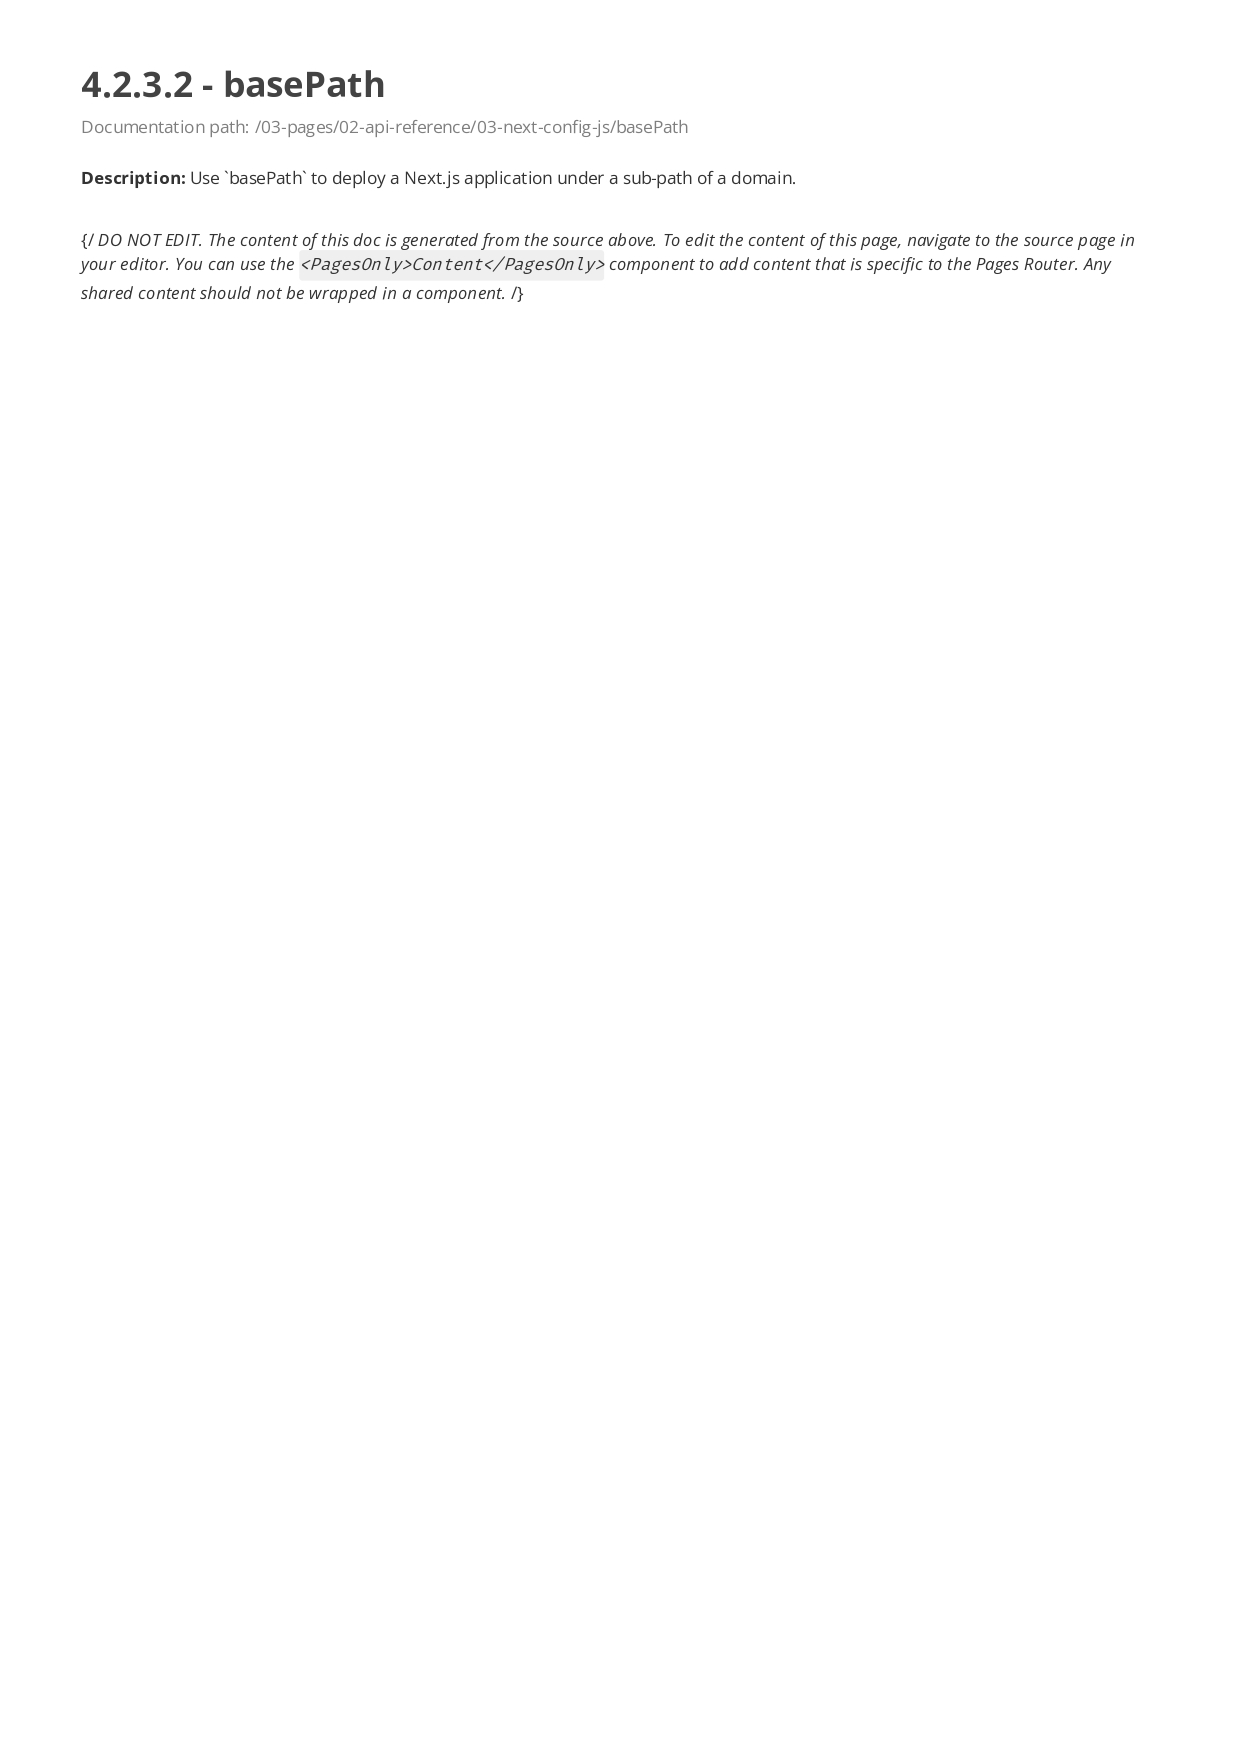 4.2.3.2 - basePath
Documentation path: /03-pages/02-api-reference/03-next-config-js/basePath
Description: Use `basePath` to deploy a Next.js application under a sub-path of a domain.
{/ DO NOT EDIT. The content of this doc is generated from the source above. To edit the content of this page, navigate to the source page in
your editor. You can use the <PagesOnly>Content</PagesOnly> component to add content that is specific to the Pages Router. Any
shared content should not be wrapped in a component. /}